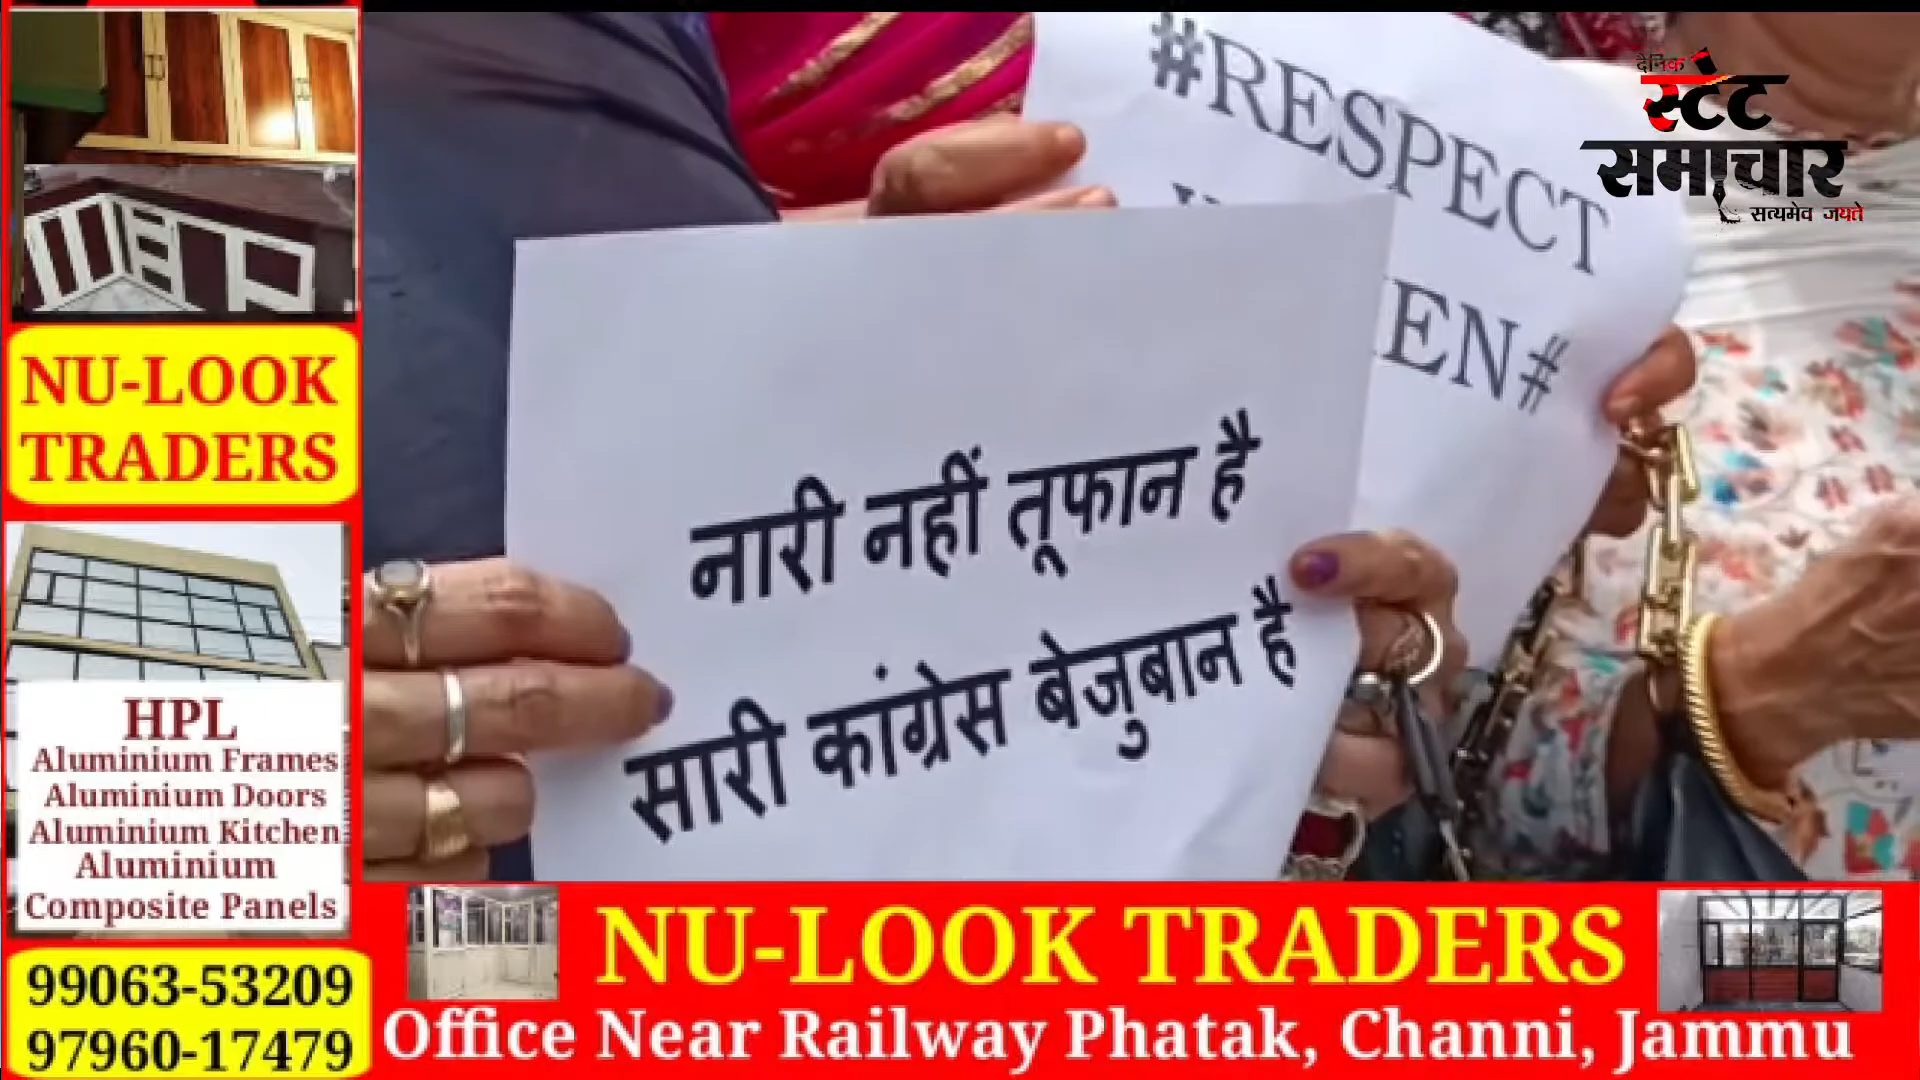 दैनिक
स्टेट
समाचार
सत्यमेव जयते
#RESPECT
EN#
नारी नहीं तूफान है
सारी कांग्रेस बेजुबान है
NU-LOOK
TRADERS
HPL
Aluminium Frames
Aluminium Doors
Aluminium Kitchen
Aluminium
Composite Panels
99063-53209
97960-17479
NU-LOOK TRADERS
Office Near Railway Phatak, Channi, Jammu